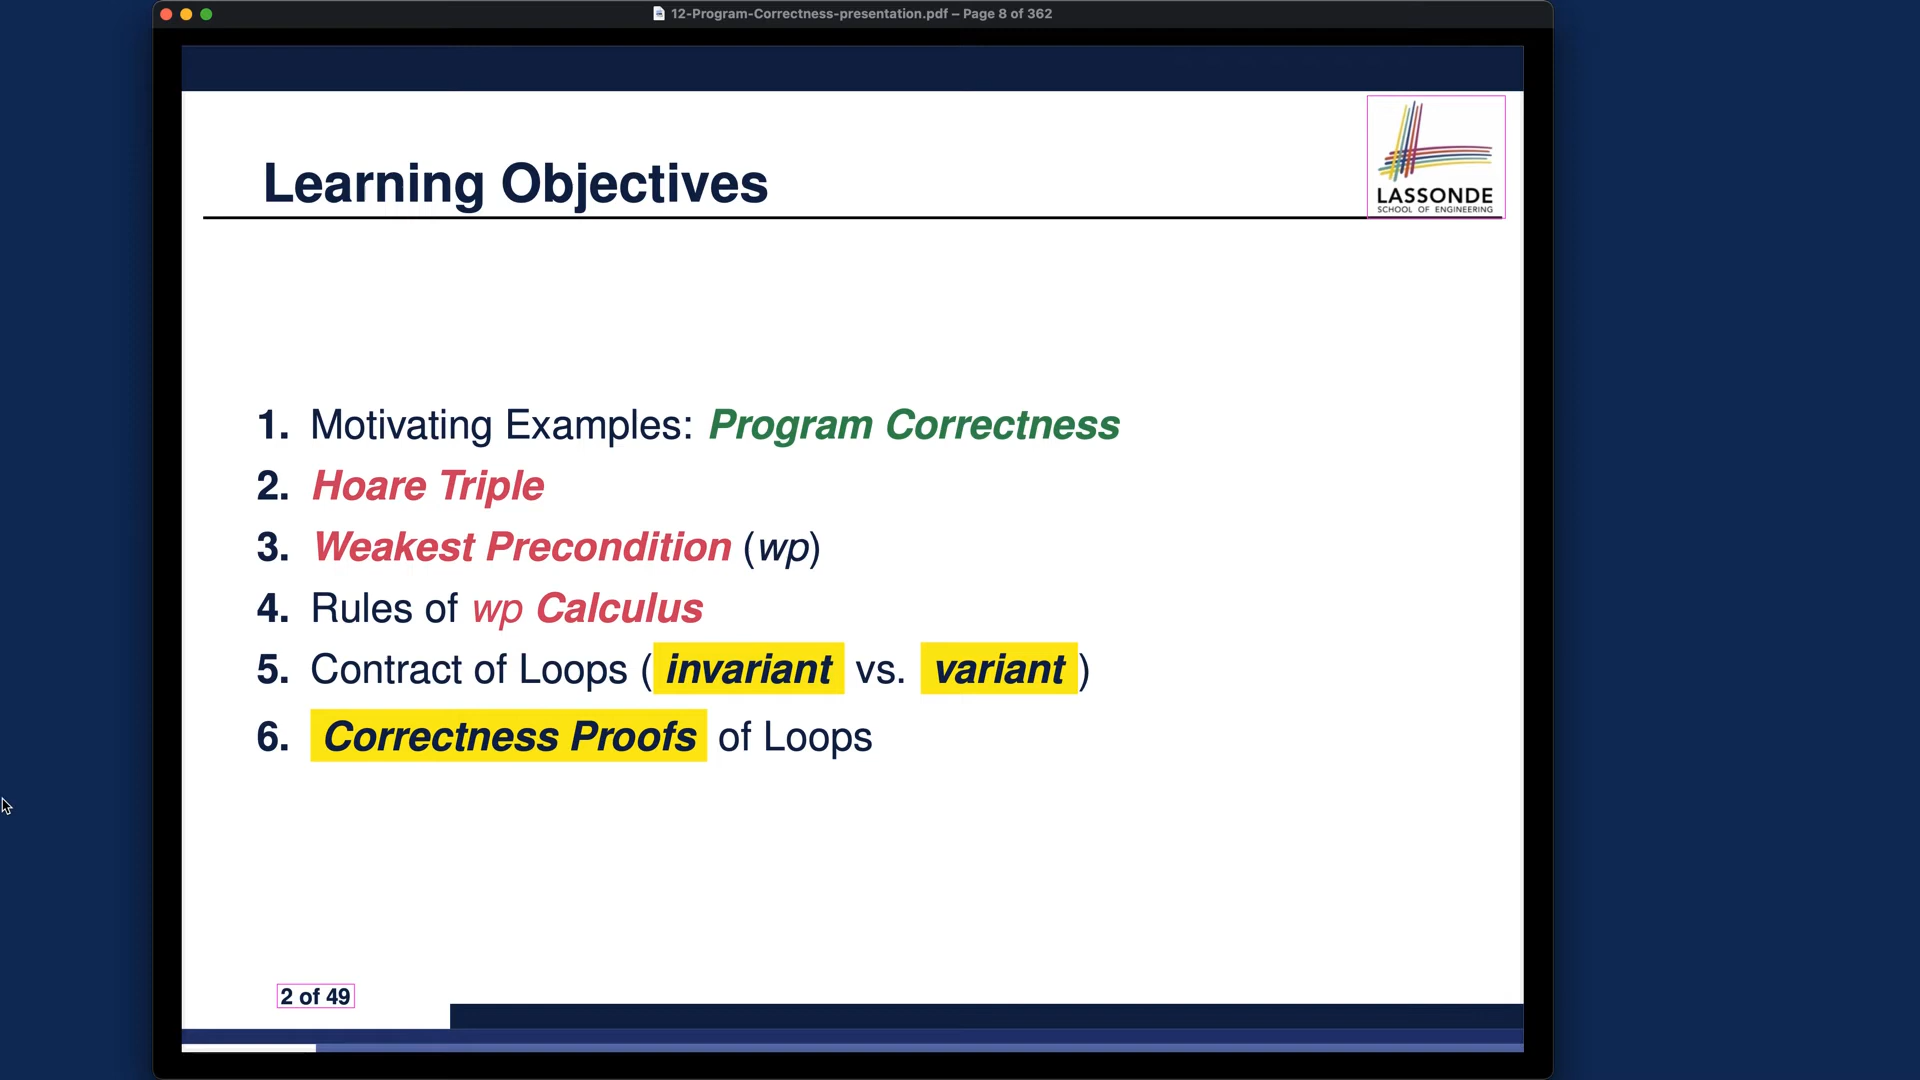 12-Program-Correctness-presentation.pdf – Page 8 of 362
LASSONDE
SCHOOL OF ENGINEERING
Learning Objectives
1. Motivating Examples: Program Correctness
2. Hoare Triple
3. Weakest Precondition (wp)
4. Rules of wp Calculus
5. Contract of Loops ( invariant vs. variant )
6. Correctness Proofs of Loops
2 of 49